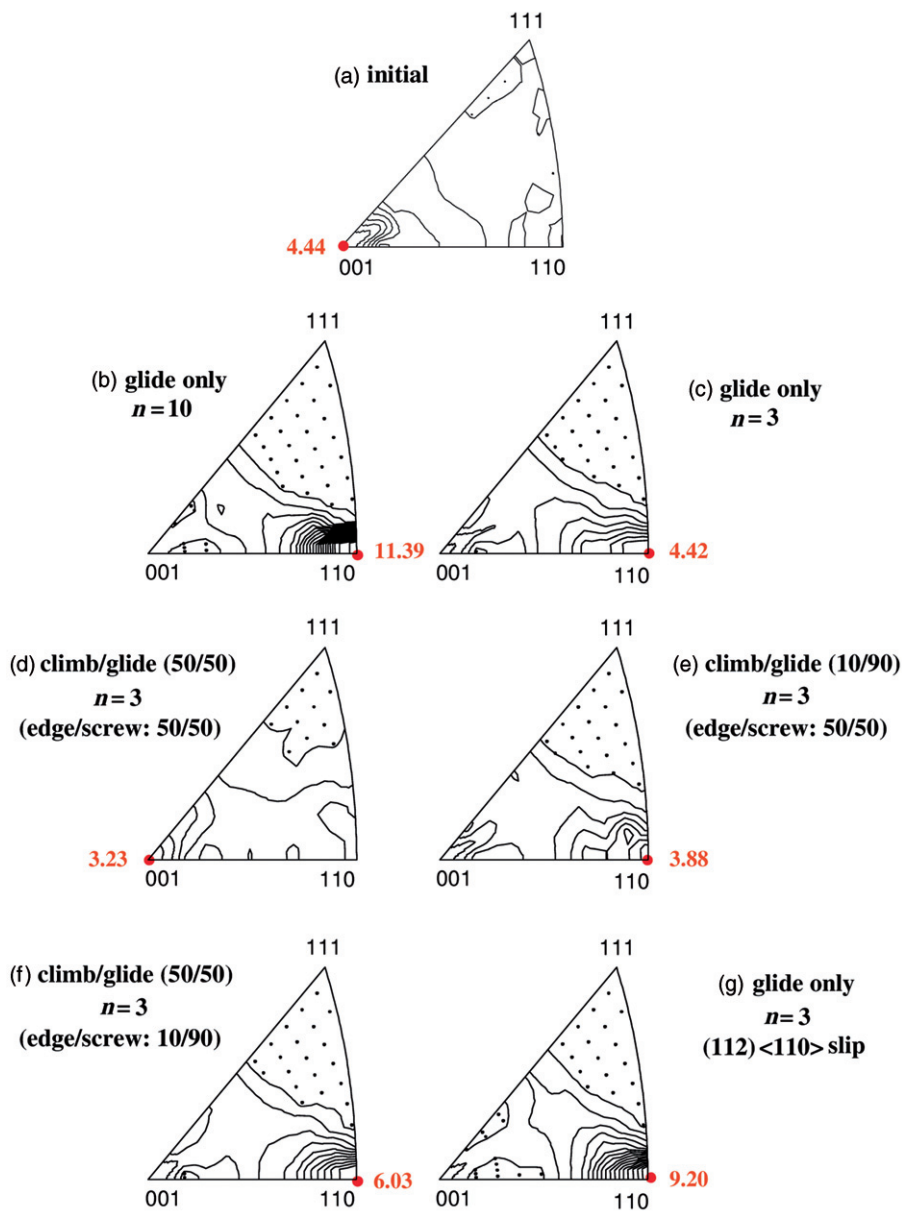 111
(a) initial
4.44
001 110
111 111
(b) glide only
n = 10
(c) glide only
n = 3
11.39
4.42
001 110 001 110
111 111
(d) climb/glide (50/50)
n = 3
(edge/screw: 50/50)
(e) climb/glide (10/90)
n = 3
(edge/screw: 50/50)
3.23
3.88
001 110 001 110
111 111
(f) climb/glide (50/50)
n = 3
(edge/screw: 10/90)
(g) glide only
n = 3
(112) <110> slip
6.03
9.20
001 110 001 110